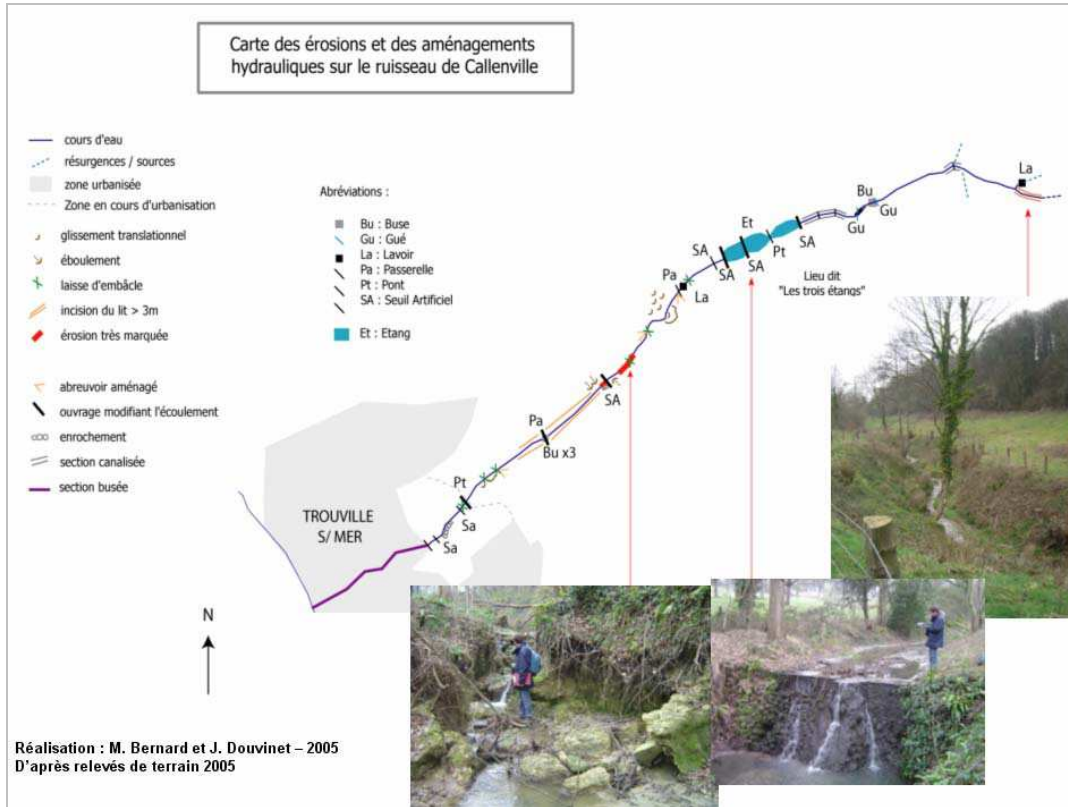 Carte des érosions et des aménagements
hydrauliques sur le ruisseau de Callenville
cours d'eau
résurgences / sources
zone urbanisée
Zone en cours d'urbanisation
glissement translationnel
éboulement
laisse d'embâcle
incision du lit > 3m
érosion très marquée
abreuvoir aménagé
ouvrage modifiant l'écoulement
enrochement
section canalisée
section busée
Abréviations :
Bu : Buse
Gu : Gué
La : Lavoir
Pa : Passerelle
Pt : Pont
SA : Seuil Artificiel
Et : Etang
La
Bu
Gu
Gu
Et
SA
Pt
SA
SA
SA
Lieu dit
"Les trois étangs"
Pa
La
SA
Pa
Bu x3
Pt
Sa
Sa
TROUVILLE
S/ MER
N
Réalisation : M. Bernard et J. Douvinet – 2005
D'après relevés de terrain 2005